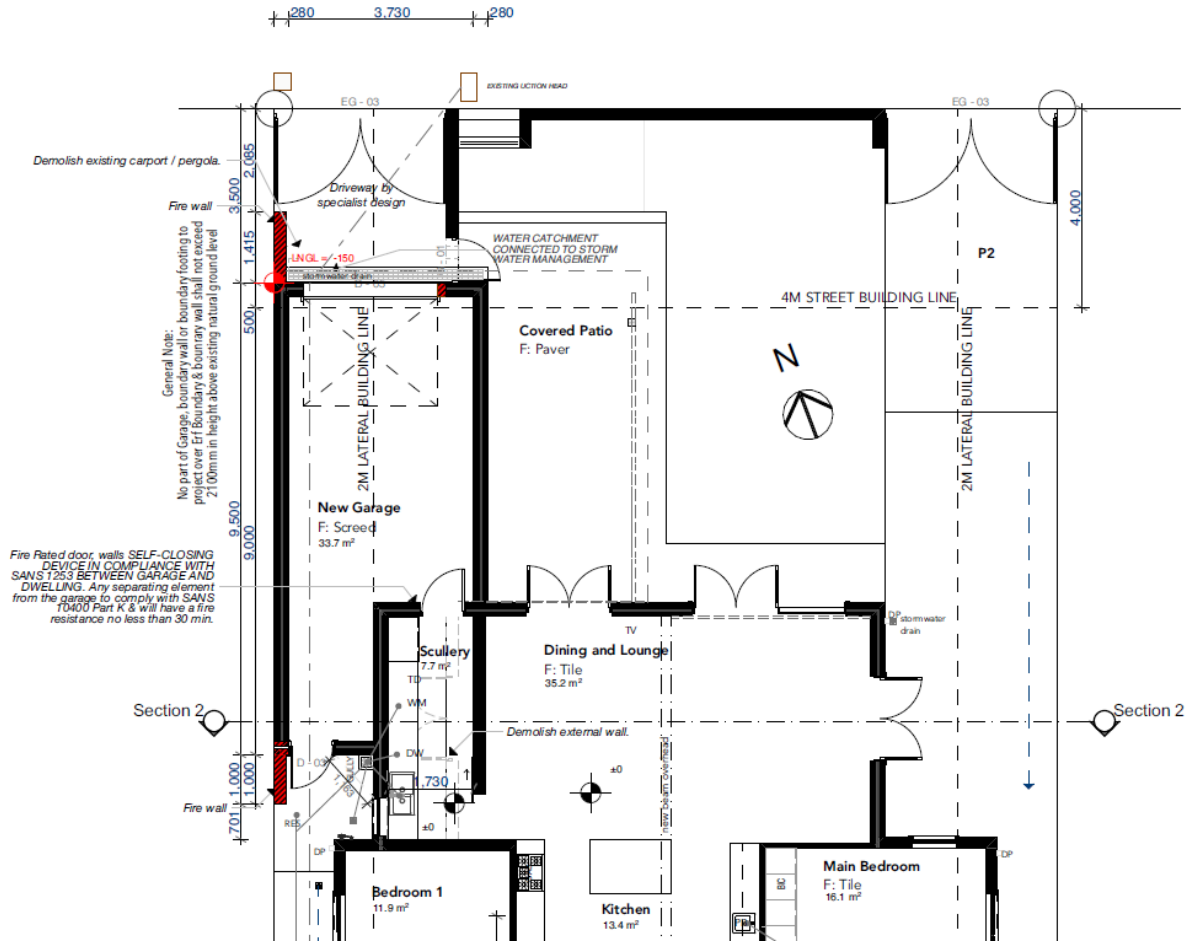 280
3,730
280
EXISTING UCTION HEAD
EG - 03
EG - 03
Demolish existing carport / pergola.
2,085
3,500
Driveway by
specialist design
Fire wall
4,000
1,415
WATER CATCHMENT
CONNECTED TO STORM
WATER MANAGEMENT
P2
LNGL = -150
stormwater drain
4M STREET BUILDING LINE
500
General Note:
No part of Garage, boundary wall or boundary footing to
project over Erf Boundary & bounrary wall shall not exceed
2100mm in height above existing natural ground level
2M LATERAL BUILDING LINE
Covered Patio
F: Paver
N
2M LATERAL BUILDING LINE
New Garage
F: Screed
33.7 m²
9,500
9,000
Fire Rated door, walls SELF-CLOSING
DEVICE IN COMPLIANCE WITH
SANS 1253 BETWEEN GARAGE AND
DWELLING. Any separating element
from the garage to comply with SANS
10400 Part K & will have a fire
resistance no less than 30 min.
DP
stormwater
drain
TV
Scullery
7.7 m²
Dining and Lounge
F: Tile
35.2 m²
TD
WM
Section 2
Section 2
Demolish external wall.
DW
new beam overhead
D - 03
GULLY
1,000
1,000
1,730
±0
Fire wall
701
RES
±0
DP
DP
Bedroom 1
11.9 m²
BIC
Main Bedroom
F: Tile
16.1 m²
Kitchen
13.4 m²